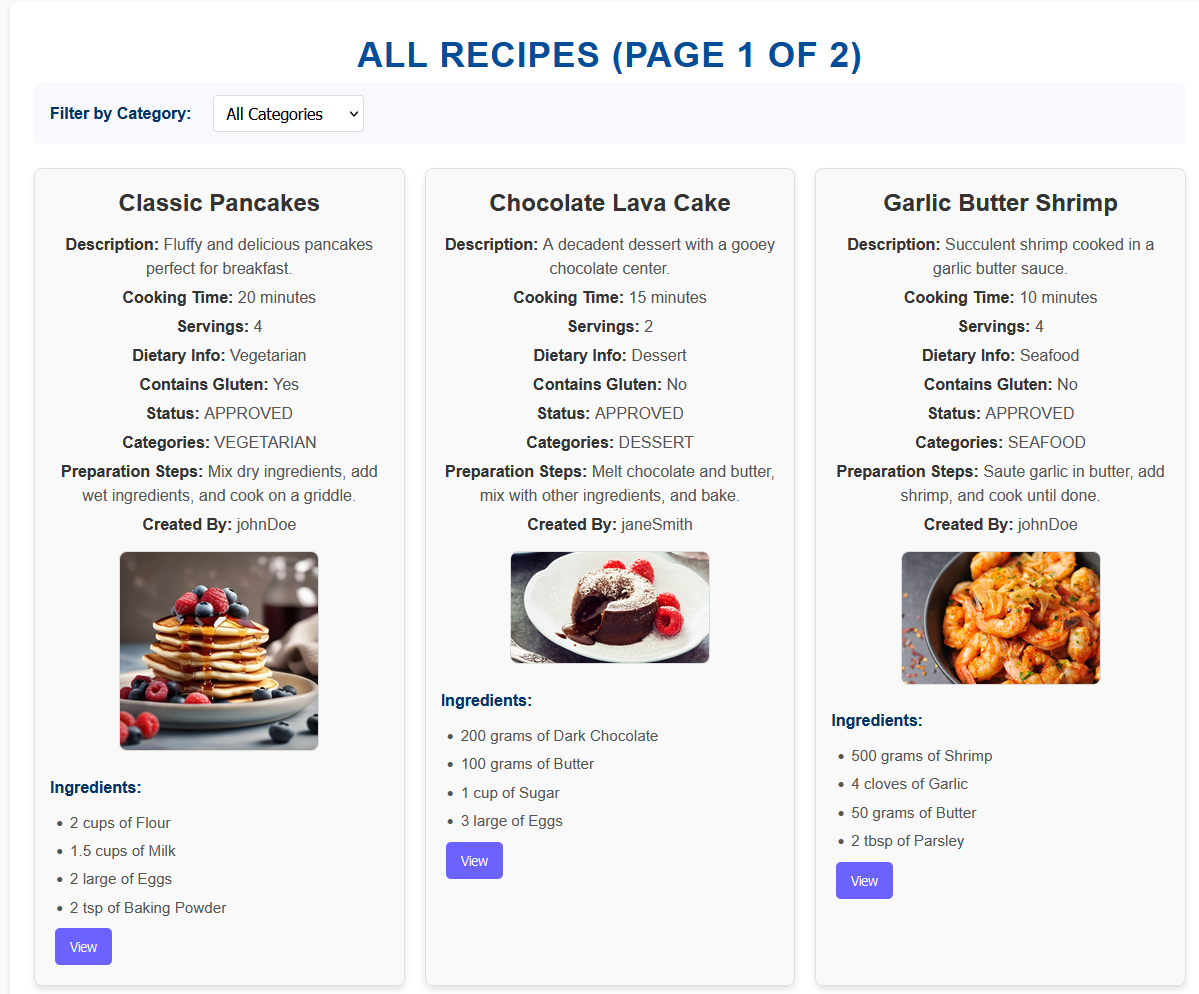 ALL RECIPES (PAGE 1 OF 2)
Filter by Category:
All Categories
Classic Pancakes
Description: Fluffy and delicious pancakes
perfect for breakfast.
Cooking Time: 20 minutes
Servings: 4
Dietary Info: Vegetarian
Contains Gluten: Yes
Status: APPROVED
Categories: VEGETARIAN
Preparation Steps: Mix dry ingredients, add
wet ingredients, and cook on a griddle.
Created By: johnDoe
Ingredients:
• 2 cups of Flour
• 1.5 cups of Milk
• 2 large of Eggs
• 2 tsp of Baking Powder
View
Chocolate Lava Cake
Description: A decadent dessert with a gooey
chocolate center.
Cooking Time: 15 minutes
Servings: 2
Dietary Info: Dessert
Contains Gluten: No
Status: APPROVED
Categories: DESSERT
Preparation Steps: Melt chocolate and butter,
mix with other ingredients, and bake.
Created By: janeSmith
Ingredients:
• 200 grams of Dark Chocolate
• 100 grams of Butter
• 1 cup of Sugar
• 3 large of Eggs
View
Garlic Butter Shrimp
Description: Succulent shrimp cooked in a
garlic butter sauce.
Cooking Time: 10 minutes
Servings: 4
Dietary Info: Seafood
Contains Gluten: No
Status: APPROVED
Categories: SEAFOOD
Preparation Steps: Saute garlic in butter, add
shrimp, and cook until done.
Created By: johnDoe
Ingredients:
• 500 grams of Shrimp
• 4 cloves of Garlic
• 50 grams of Butter
• 2 tbsp of Parsley
View